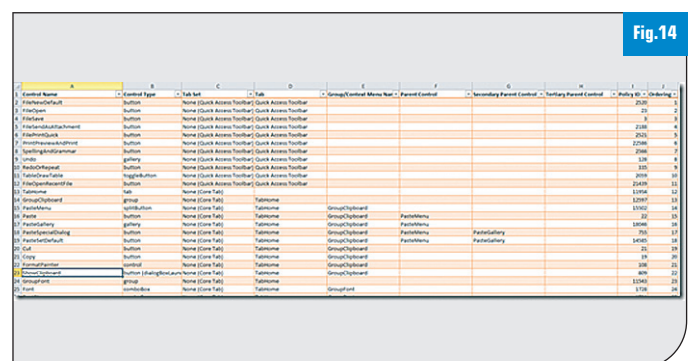 Fig.14
A B C D E F G H I J
1 Control Name Control Type Tab Set Tab Group/Context Menu Nam Parent Control Secondary Parent Control Tertiary Parent Control Policy ID Ordering
2 FileNewDefault button None (Quick Access Toolbar) Quick Access Toolbar 2520 1
3 FileOpen button None (Quick Access Toolbar) Quick Access Toolbar 23 2
4 FileSave button None (Quick Access Toolbar) Quick Access Toolbar 3 3
5 FileSendAsAttachment button None (Quick Access Toolbar) Quick Access Toolbar 2188 4
6 FilePrintQuick button None (Quick Access Toolbar) Quick Access Toolbar 2521 5
7 PrintPreviewAndPrint button None (Quick Access Toolbar) Quick Access Toolbar 22586 6
8 SpellingAndGrammar button None (Quick Access Toolbar) Quick Access Toolbar 2566 7
9 Undo gallery None (Quick Access Toolbar) Quick Access Toolbar 128 8
10 RedoOrRepeat button None (Quick Access Toolbar) Quick Access Toolbar 9
11 TableDrawTable toggleButton None (Quick Access Toolbar) Quick Access Toolbar 2059 10
12 FileOpenRecentFile button None (Quick Access Toolbar) Quick Access Toolbar 21439 11
13 TabHome tab None (Core Tab) 12
14 GroupClipboard group None (Core Tab) TabHome 13
15 PasteMenu splitButton None (Core Tab) TabHome GroupClipboard 14
16 Paste button None (Core Tab) TabHome GroupClipboard PasteMenu 22 15
17 PasteGallery gallery None (Core Tab) TabHome GroupClipboard PasteMenu 16
18 PasteSpecialDialog button None (Core Tab) TabHome GroupClipboard PasteMenu PasteGallery 755 17
19 PasteSetDefault button None (Core Tab) TabHome GroupClipboard PasteMenu PasteGallery 18
20 Cut button None (Core Tab) TabHome GroupClipboard 21 19
21 Copy button None (Core Tab) TabHome GroupClipboard 19 20
22 FormatPainter control None (Core Tab) TabHome GroupClipboard 108 21
23 ShowClipboard button (dialogBoxLaunc None (Core Tab) TabHome GroupClipboard 809 22
24 GroupFont group None (Core Tab) TabHome 23
25 Font comboBox None (Core Tab) TabHome GroupFont 1728 24